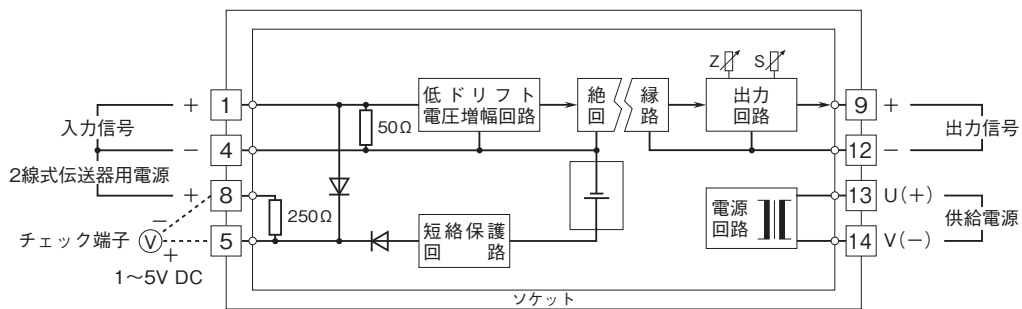 Z S
+ 1 低ドリフト 電圧増幅回路 絶 回 縁 路 出力 回路 9 +
入力信号 50Ω 出力信号
− 4 12 −
2線式伝送器用電源
+ 8 250Ω 電源 回路 13 U(+)
− 供給電源
チェック端子 V 5 短絡保護 回 路 14 V(−)
+
1〜5V DC
ソケット